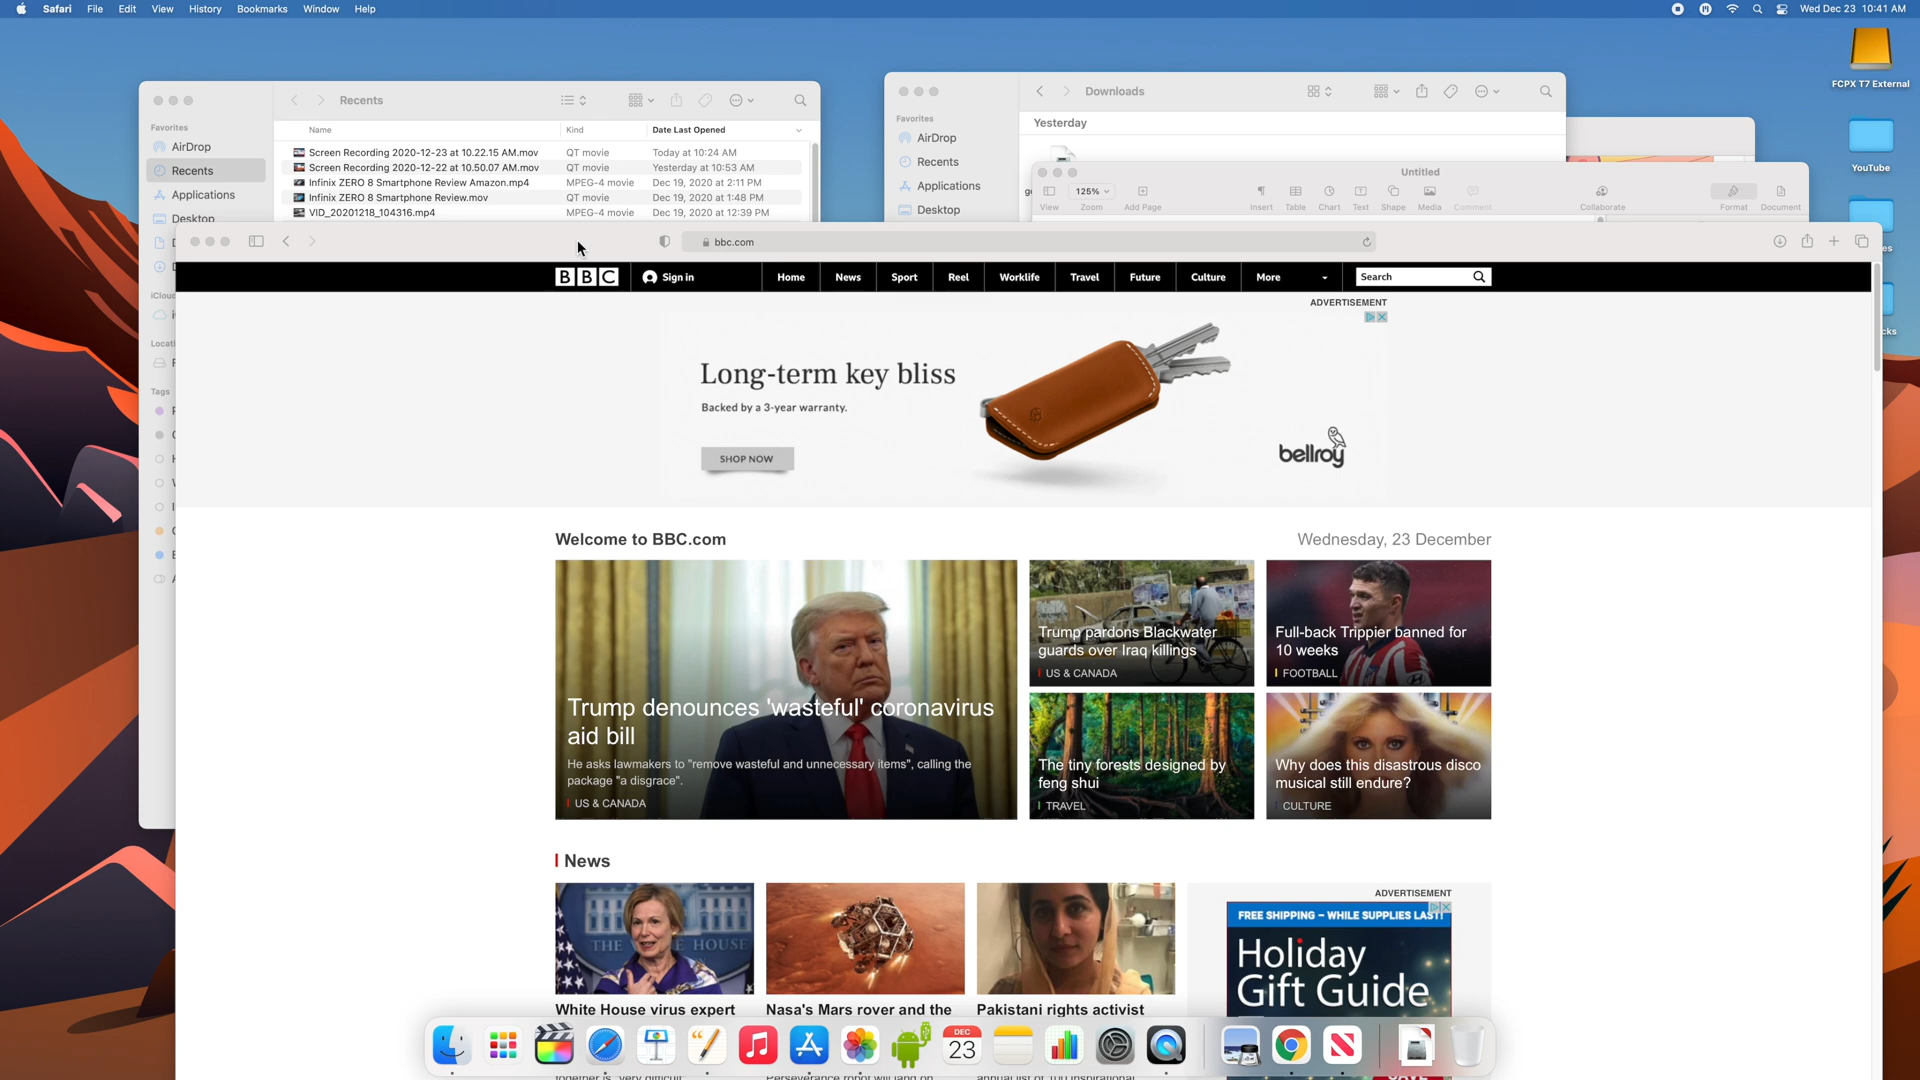 Safari File Edit View History Bookmarks Window Help
Wed Dec 23 10:41 AM
FCPX T7 External
YouTube
Recents
Favorites
AirDrop
Recents
Applications
Desktop
iCloud
Locati
Tags
Name Kind Date Last Opened
Screen Recording 2020-12-23 at 10.22.15 AM.mov QT movie Today at 10:24 AM
Screen Recording 2020-12-22 at 10.50.07 AM.mov QT movie Yesterday at 10:53 AM
Infinix ZERO 8 Smartphone Review Amazon.mp4 MPEG-4 movie Dec 19, 2020 at 2:11 PM
Infinix ZERO 8 Smartphone Review.mov QT movie Dec 19, 2020 at 1:48 PM
VID_20201218_104316.mp4 MPEG-4 movie Dec 19, 2020 at 12:39 PM
Downloads
Favorites
AirDrop
Recents
Applications
Desktop
Yesterday
Untitled
125%
View Zoom Add Page Insert Table Chart Text Shape Media Comment Collaborate Format Document
bbc.com
BBC Sign in Home News Sport Reel Worklife Travel Future Culture More Search
ADVERTISEMENT
Long-term key bliss
Backed by a 3-year warranty.
SHOP NOW
bellroy
Welcome to BBC.com
Wednesday, 23 December
Trump denounces 'wasteful' coronavirus
aid bill
He asks lawmakers to "remove wasteful and unnecessary items", calling the
package "a disgrace".
US & CANADA
Trump pardons Blackwater
guards over Iraq killings
US & CANADA
Full-back Trippier banned for
10 weeks
FOOTBALL
The tiny forests designed by
feng shui
TRAVEL
Why does this disastrous disco
musical still endure?
CULTURE
News
THE WHITE HOUSE
White House virus expert
Nasa's Mars rover and the
Pakistani rights activist
ADVERTISEMENT
FREE SHIPPING – WHILE SUPPLIES LAST!
Holiday
Gift Guide
DEC
23